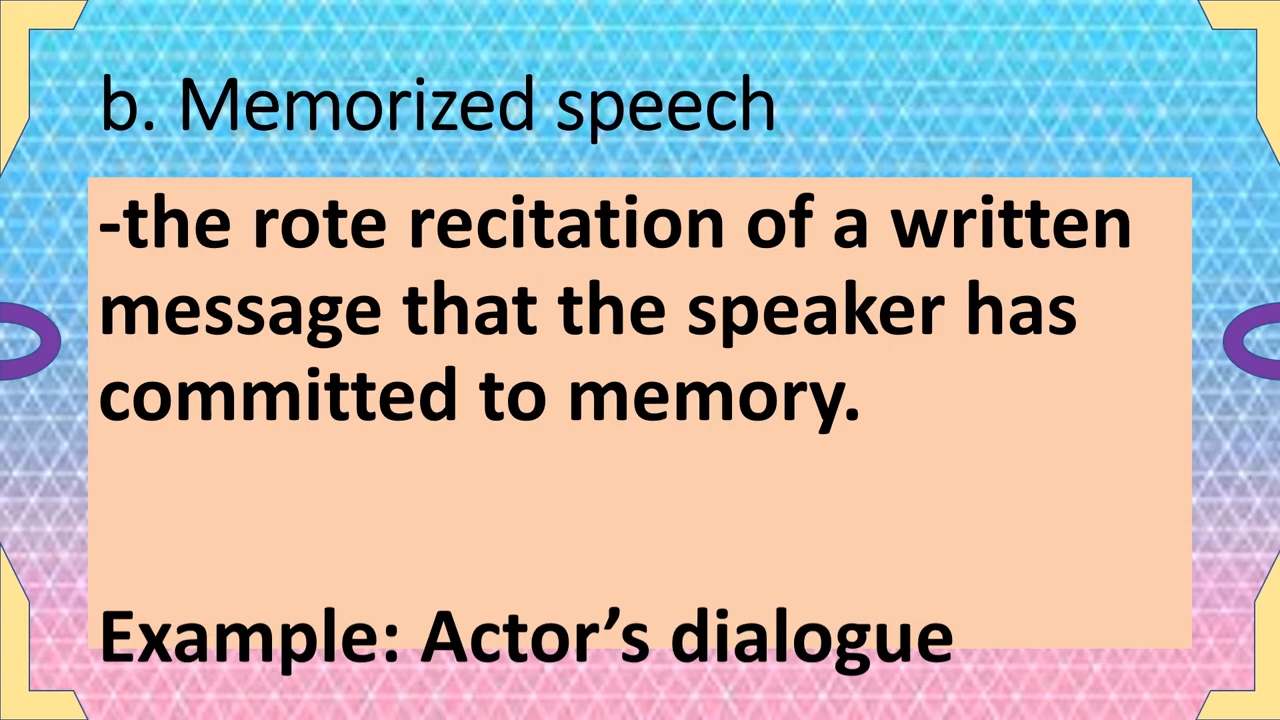 b. Memorized speech
-the rote recitation of a written
message that the speaker has
committed to memory.
Example: Actor’s dialogue